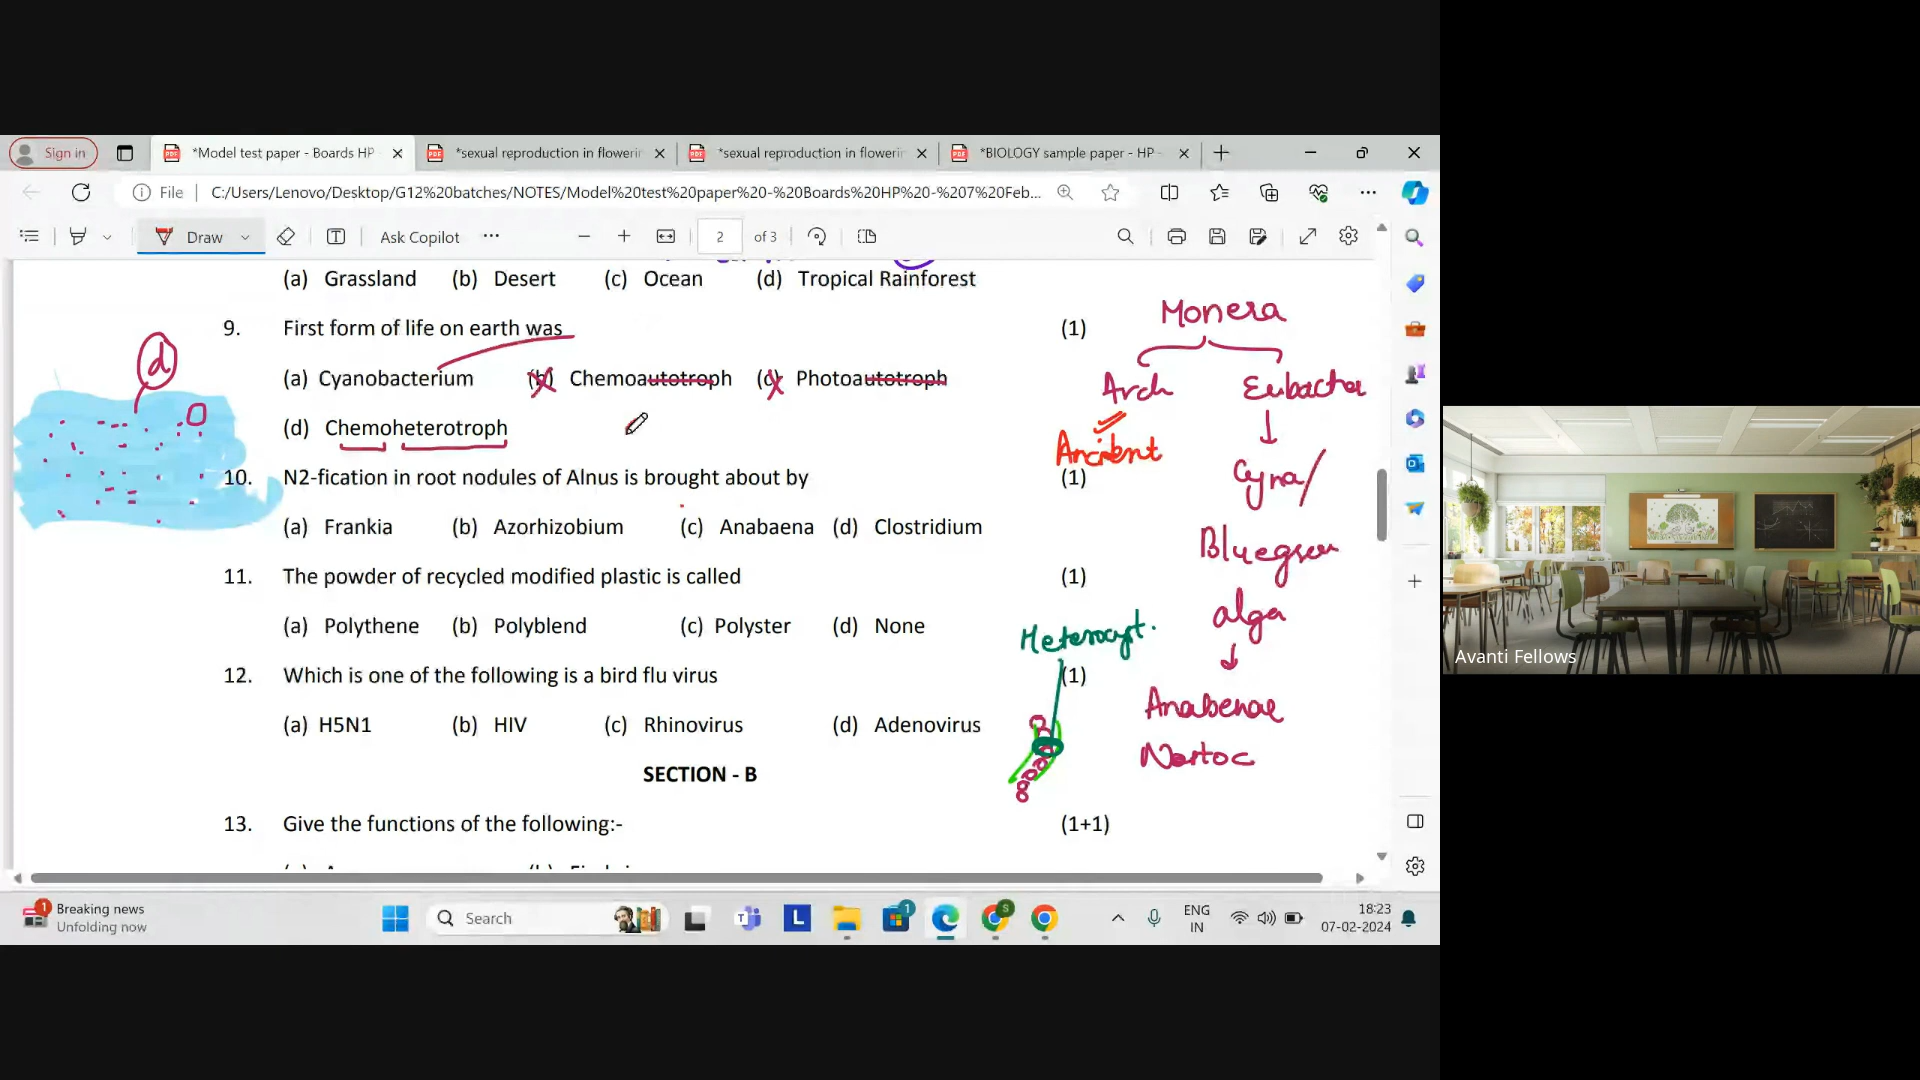 Sign in
*Model test paper - Boards HP
*sexual reproduction in flowerin
*sexual reproduction in flowerin
*BIOLOGY sample paper - HP -
File
C:/Users/Lenovo/Desktop/G12%20batches/NOTES/Model%20test%20paper%20-%20Boards%20HP%20-%207%20Feb...
Draw
Ask Copilot
2 of 3
(a) Grassland (b) Desert (c) Ocean (d) Tropical Rainforest
9. First form of life on earth was (1)
(a) Cyanobacterium (b) Chemoautotroph (c) Photoautotroph
(d) Chemoheterotroph
10. N2-fication in root nodules of Alnus is brought about by (1)
(a) Frankia (b) Azorhizobium (c) Anabaena (d) Clostridium
11. The powder of recycled modified plastic is called (1)
(a) Polythene (b) Polyblend (c) Polyster (d) None
12. Which is one of the following is a bird flu virus (1)
(a) H5N1 (b) HIV (c) Rhinovirus (d) Adenovirus
SECTION - B
13. Give the functions of the following:- (1+1)
d
Monera
Arch Eubacter
Ancient
Cyna/
Bluegreen
alga
Heterocyst.
Anabenae
Nostoc
Avanti Fellows
1
Breaking news
Unfolding now
Search
1
S
ENG
IN
18:23
07-02-2024